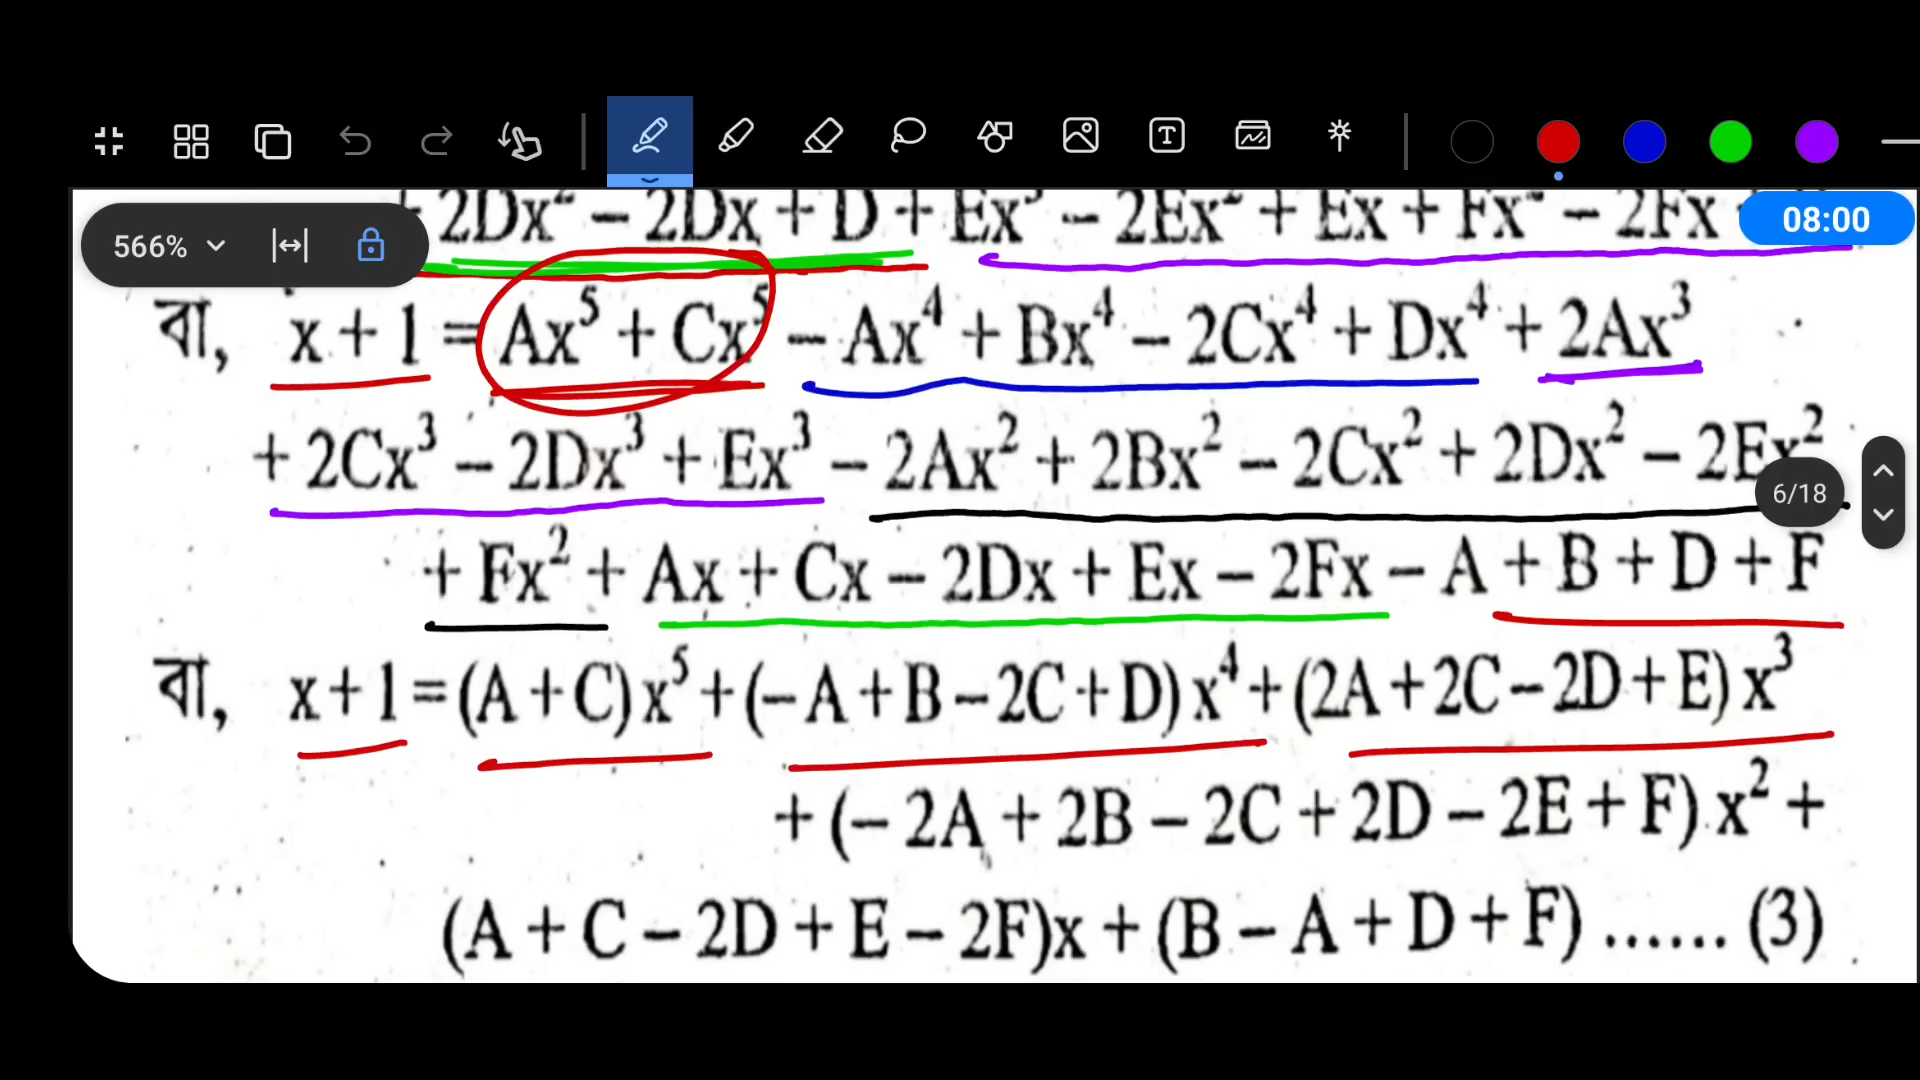 566%
08:00
2Dx² − 2Dx + D + Ex³ − 2Ex² + Ex + Fx² − 2Fx
বা, x + 1 = Ax⁵ + Cx⁵ − Ax⁴ + Bx⁴ − 2Cx⁴ + Dx⁴ + 2Ax³
+ 2Cx³ − 2Dx³ + Ex³ − 2Ax² + 2Bx² − 2Cx² + 2Dx² − 2Ex²
6/18
+ Fx² + Ax + Cx − 2Dx + Ex − 2Fx − A + B + D + F
বা, x+1=(A+C) x⁵+(−A+B−2C+D) x⁴+(2A+2C−2D+E) x³
+ (− 2A + 2B − 2C + 2D − 2E + F) x² +
(A + C − 2D + E − 2F)x + (B − A + D + F) ...... (3)